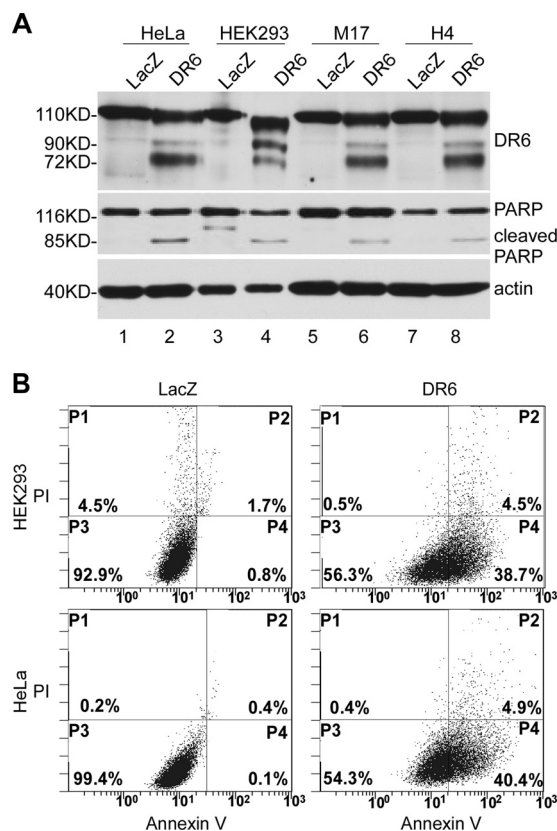 A
HeLa HEK293 M17 H4
LacZ DR6 LacZ DR6 LacZ DR6 LacZ DR6
110KD-
90KD-
72KD-
DR6
116KD-
PARP
85KD-
cleaved
PARP
40KD-
actin
1 2 3 4 5 6 7 8
B
LacZ DR6
HEK293
PI
P1 P2 P1 P2
4.5% 1.7% 0.5% 4.5%
P3 P4 P3 P4
92.9% 0.8% 56.3% 38.7%
10⁰ 10¹ 10² 10³ 10⁰ 10¹ 10² 10³
HeLa
PI
P1 P2 P1 P2
0.2% 0.4% 0.4% 4.9%
P3 P4 P3 P4
99.4% 0.1% 54.3% 40.4%
10⁰ 10¹ 10² 10³ 10⁰ 10¹ 10² 10³
Annexin V Annexin V